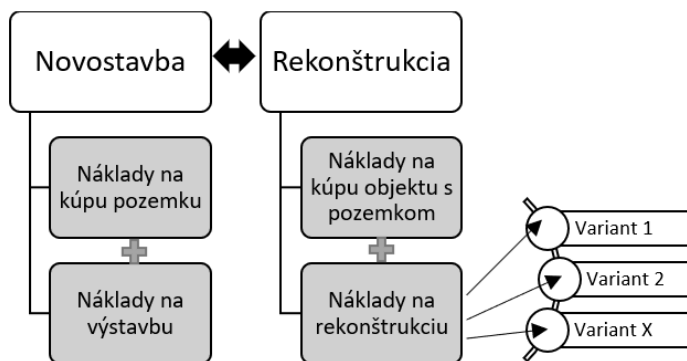 Novostavba
Rekonštrukcia
Náklady na
kúpu pozemku
Náklady na
kúpu objektu s
pozemkom
Náklady na
výstavbu
Náklady na
rekonštrukciu
Variant 1
Variant 2
Variant X